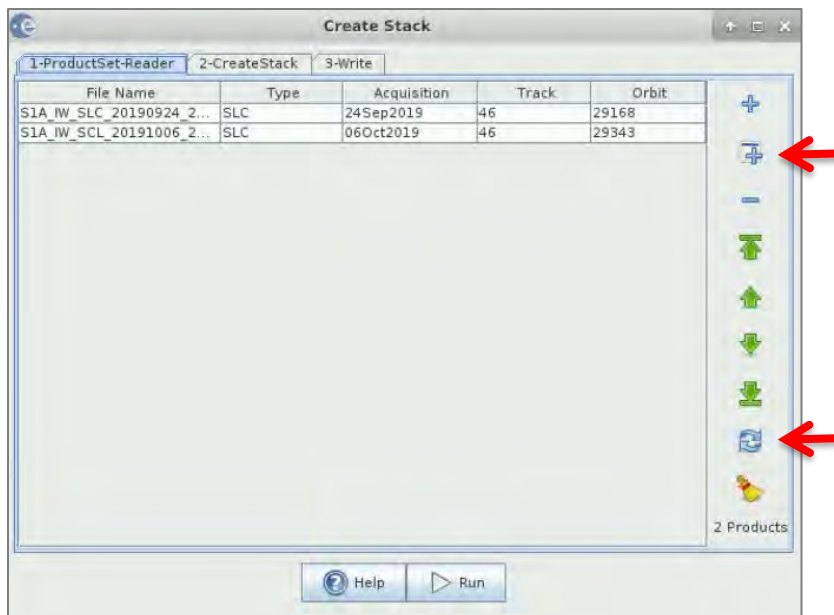 Create Stack
1-ProductSet-Reader 2-CreateStack 3-Write
File Name Type Acquisition Track Orbit
S1A_IW_SLC_20190924_2... SLC 24Sep2019 46 29168
S1A_IW_SCL_20191006_2... SLC 06Oct2019 46 29343
2 Products
Help Run